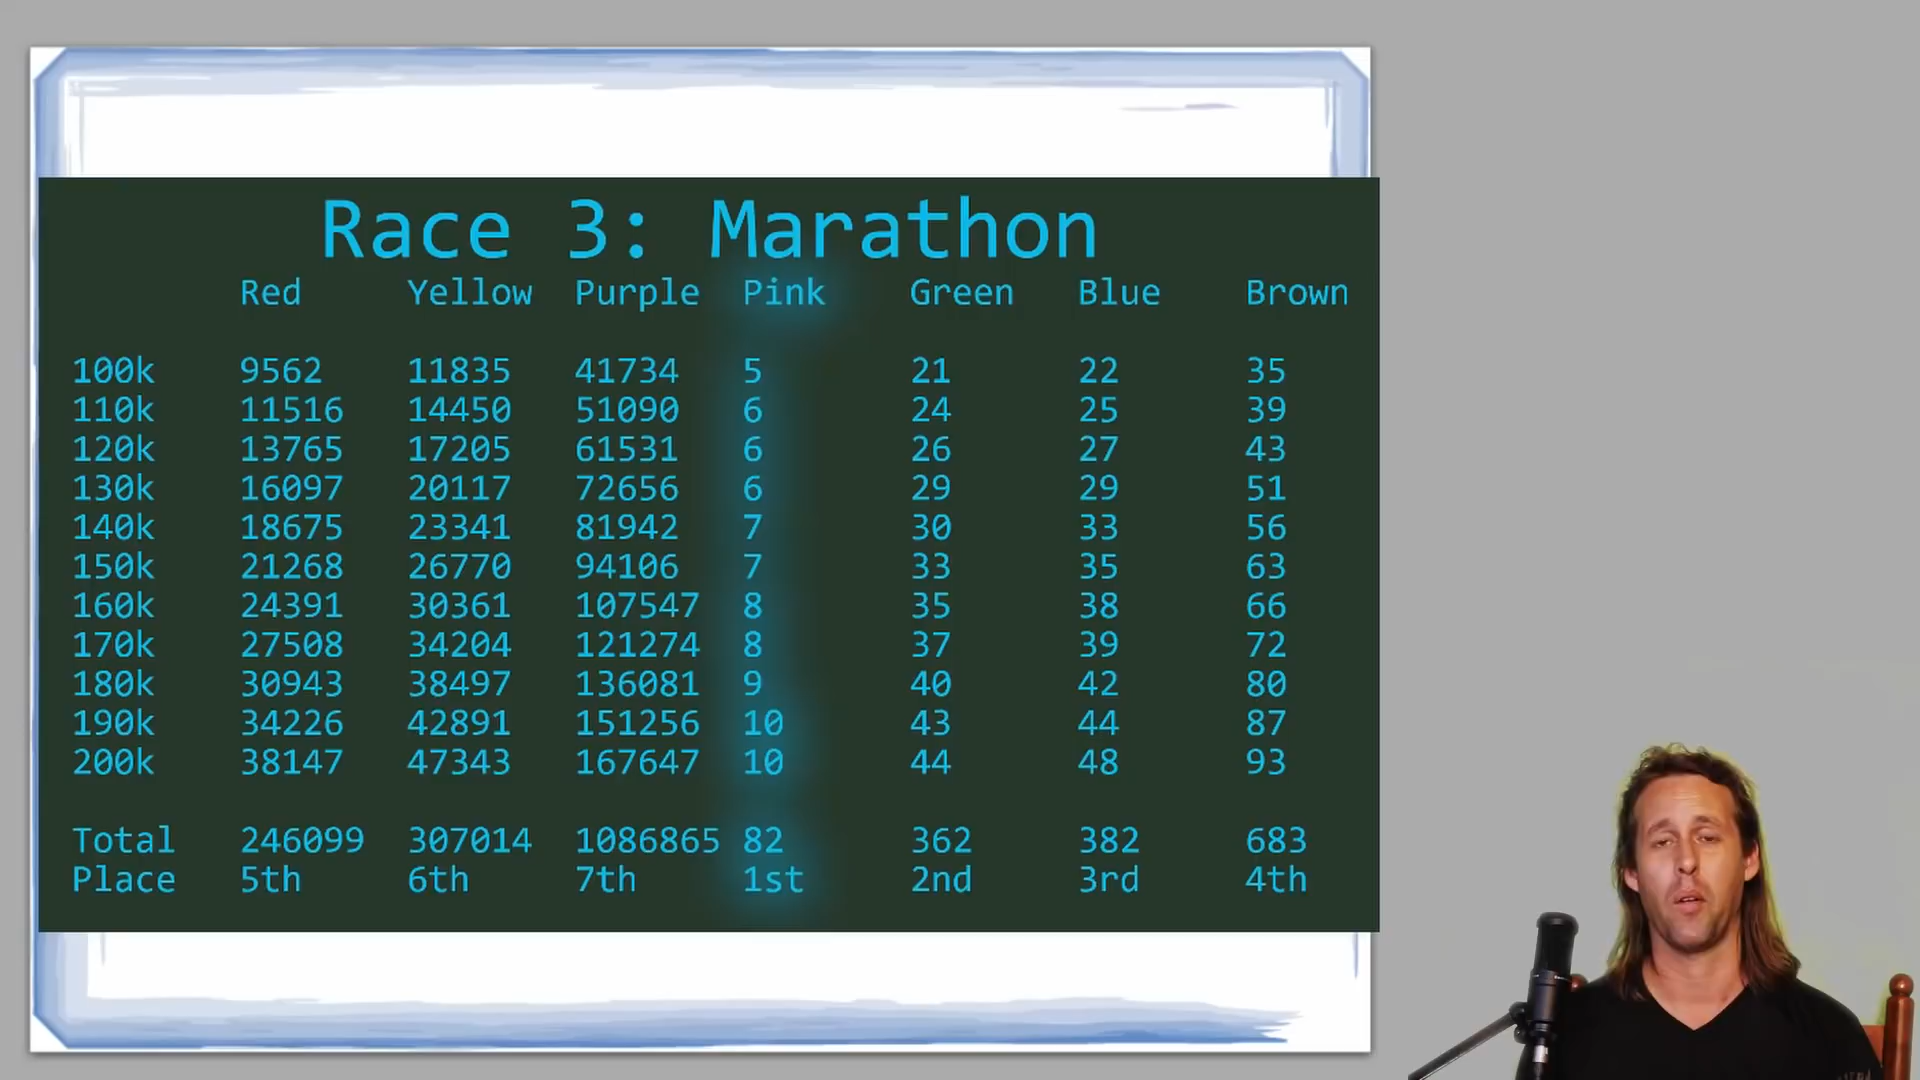 Race 3: Marathon
Red Yellow Purple Pink Green Blue Brown
100k 9562 11835 41734 5 21 22 35
110k 11516 14450 51090 6 24 25 39
120k 13765 17205 61531 6 26 27 43
130k 16097 20117 72656 6 29 29 51
140k 18675 23341 81942 7 30 33 56
150k 21268 26770 94106 7 33 35 63
160k 24391 30361 107547 8 35 38 66
170k 27508 34204 121274 8 37 39 72
180k 30943 38497 136081 9 40 42 80
190k 34226 42891 151256 10 43 44 87
200k 38147 47343 167647 10 44 48 93
Total 246099 307014 1086865 82 362 382 683
Place 5th 6th 7th 1st 2nd 3rd 4th